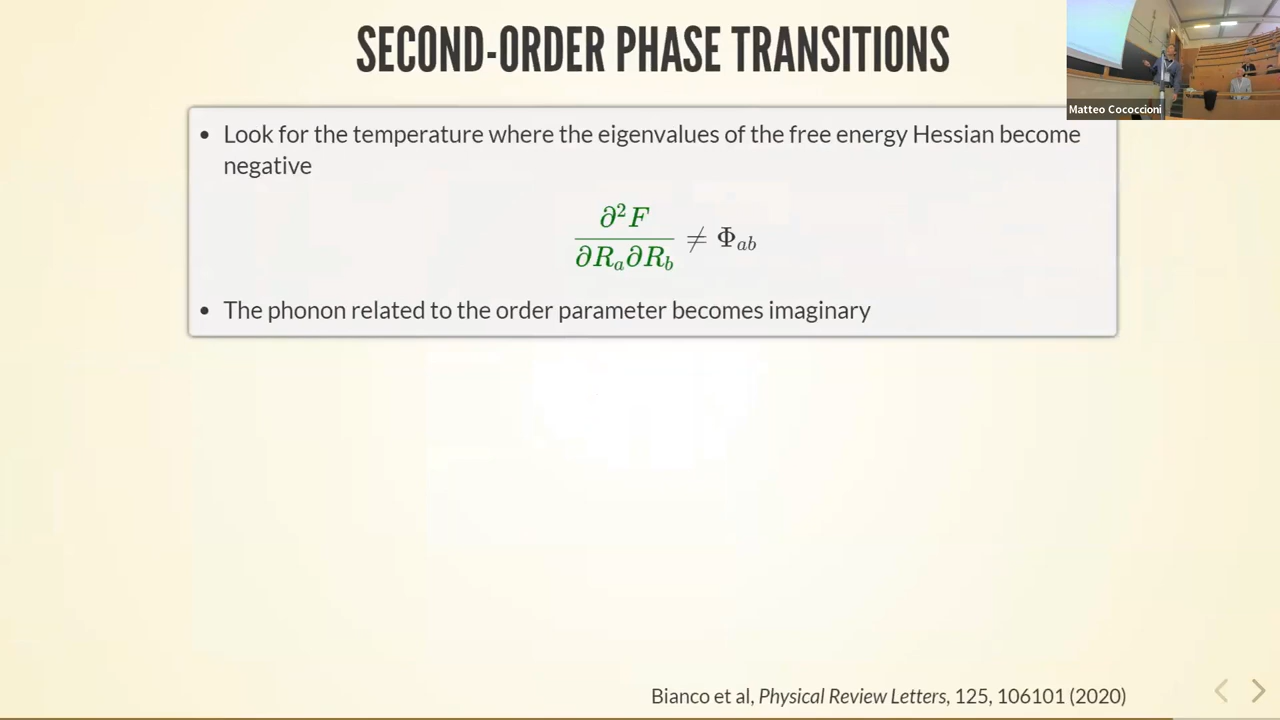 SECOND-ORDER PHASE TRANSITIONS
Matteo Cococcioni
• Look for the temperature where the eigenvalues of the free energy Hessian become
negative
∂²F / ∂R_a ∂R_b ≠ Φ_ab
• The phonon related to the order parameter becomes imaginary
Bianco et al, Physical Review Letters, 125, 106101 (2020)